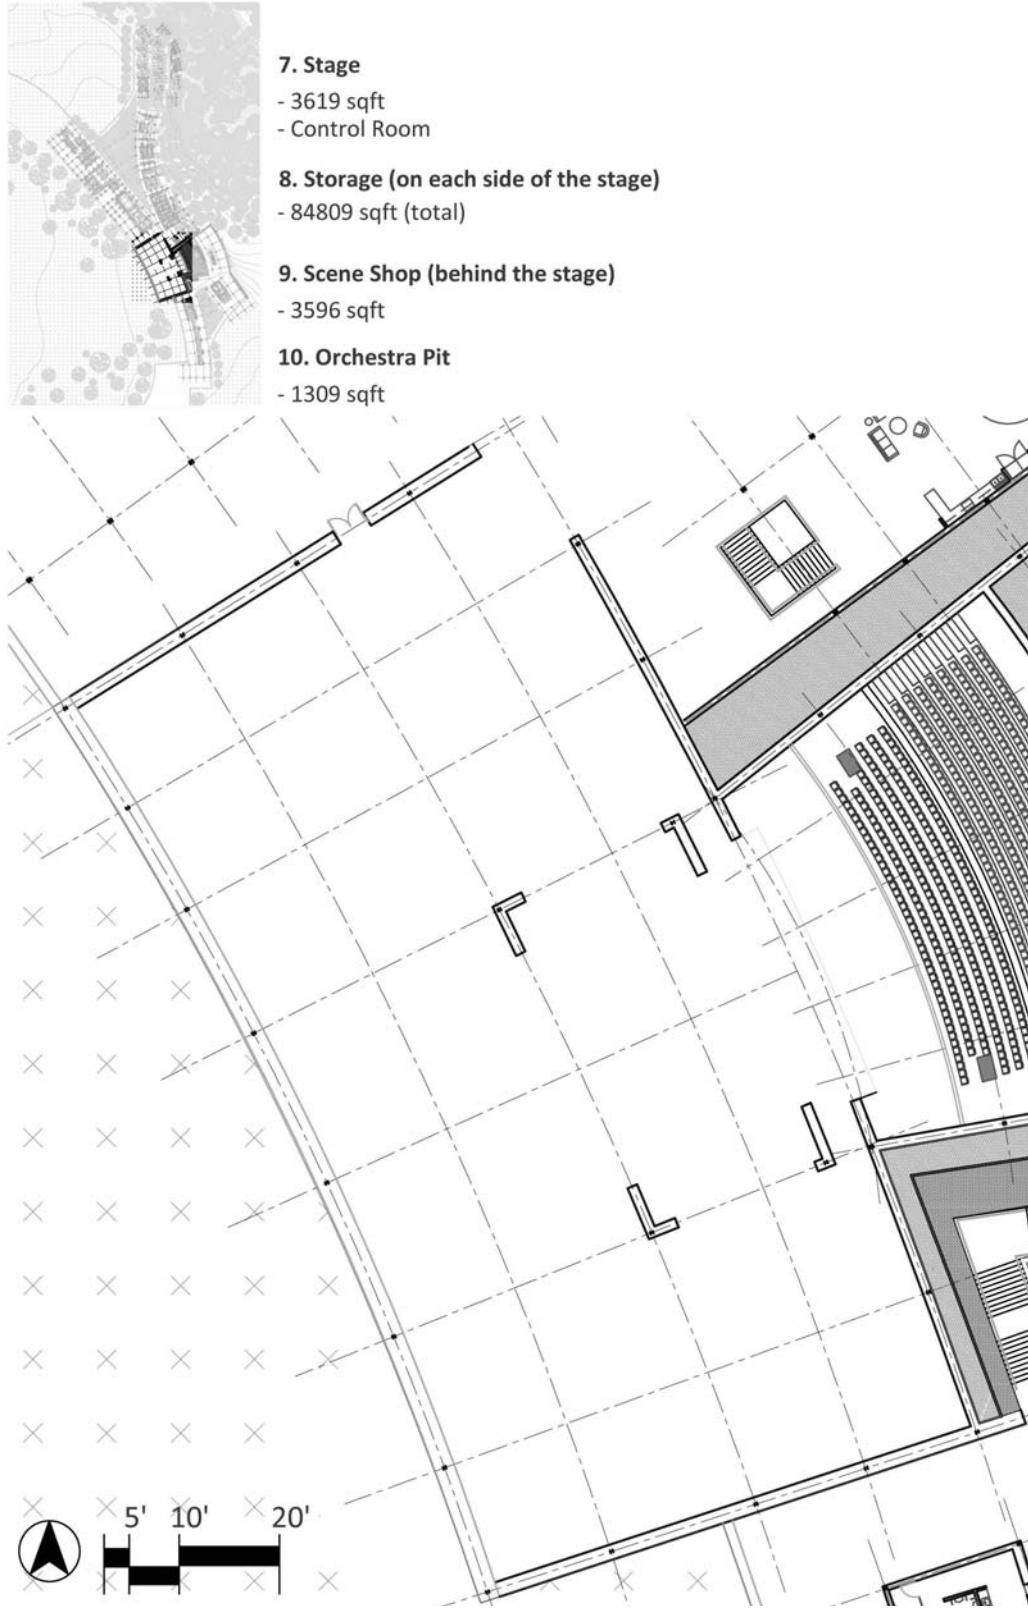 7. Stage
- 3619 sqft
- Control Room
8. Storage (on each side of the stage)
- 84809 sqft (total)
9. Scene Shop (behind the stage)
- 3596 sqft
10. Orchestra Pit
- 1309 sqft
5' 10' 20'